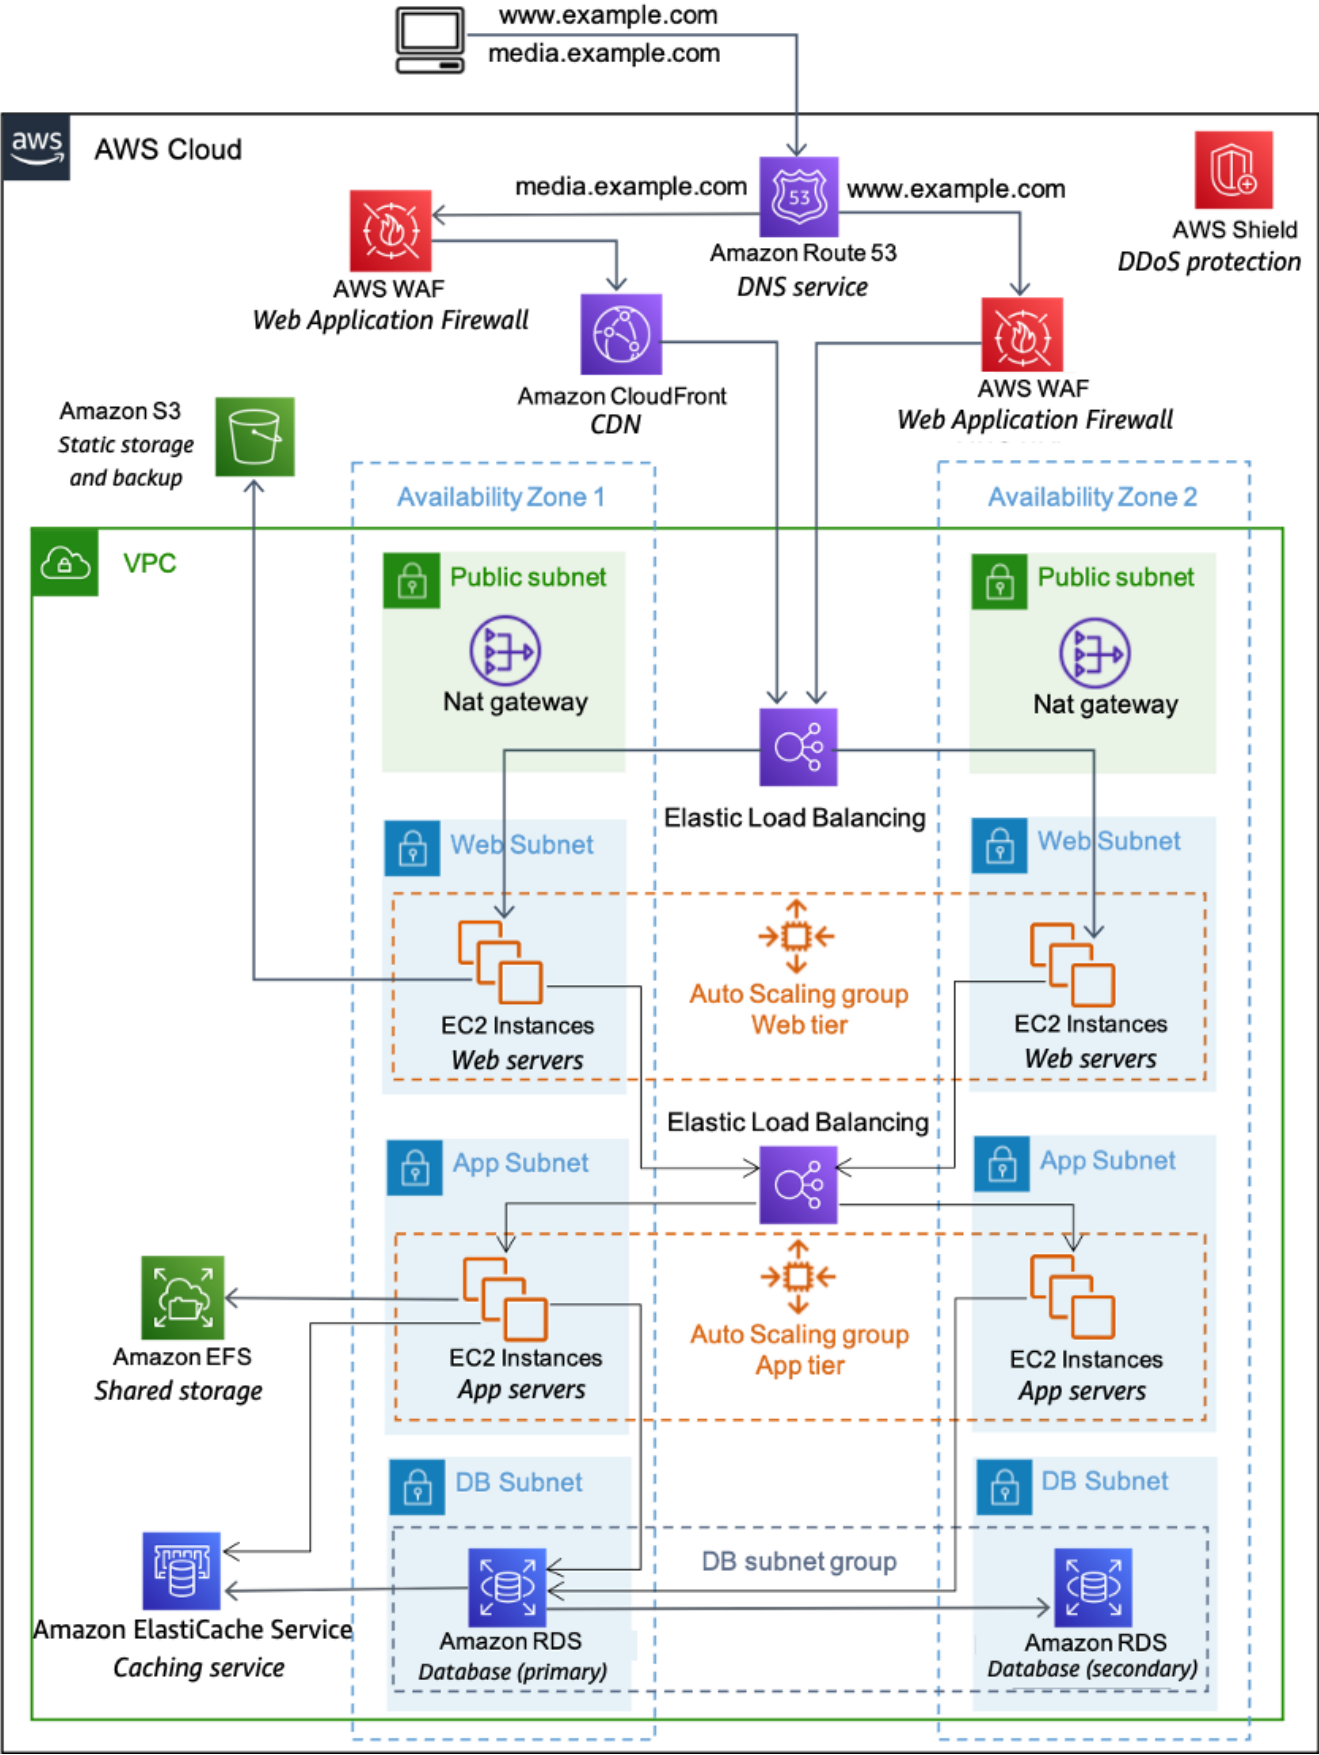 www.example.com
media.example.com
aws
AWS Cloud
media.example.com
53
www.example.com
Amazon Route 53
DNS service
AWS Shield
DDoS protection
AWS WAF
Web Application Firewall
Amazon CloudFront
CDN
AWS WAF
Web Application Firewall
Amazon S3
Static storage
and backup
Availability Zone 1
Availability Zone 2
VPC
Public subnet
Nat gateway
Public subnet
Nat gateway
Elastic Load Balancing
Web Subnet
Web Subnet
EC2 Instances
Web servers
Auto Scaling group
Web tier
EC2 Instances
Web servers
Elastic Load Balancing
App Subnet
App Subnet
Amazon EFS
Shared storage
EC2 Instances
App servers
Auto Scaling group
App tier
EC2 Instances
App servers
DB Subnet
DB Subnet
DB subnet group
Amazon ElastiCache Service
Caching service
Amazon RDS
Database (primary)
Amazon RDS
Database (secondary)